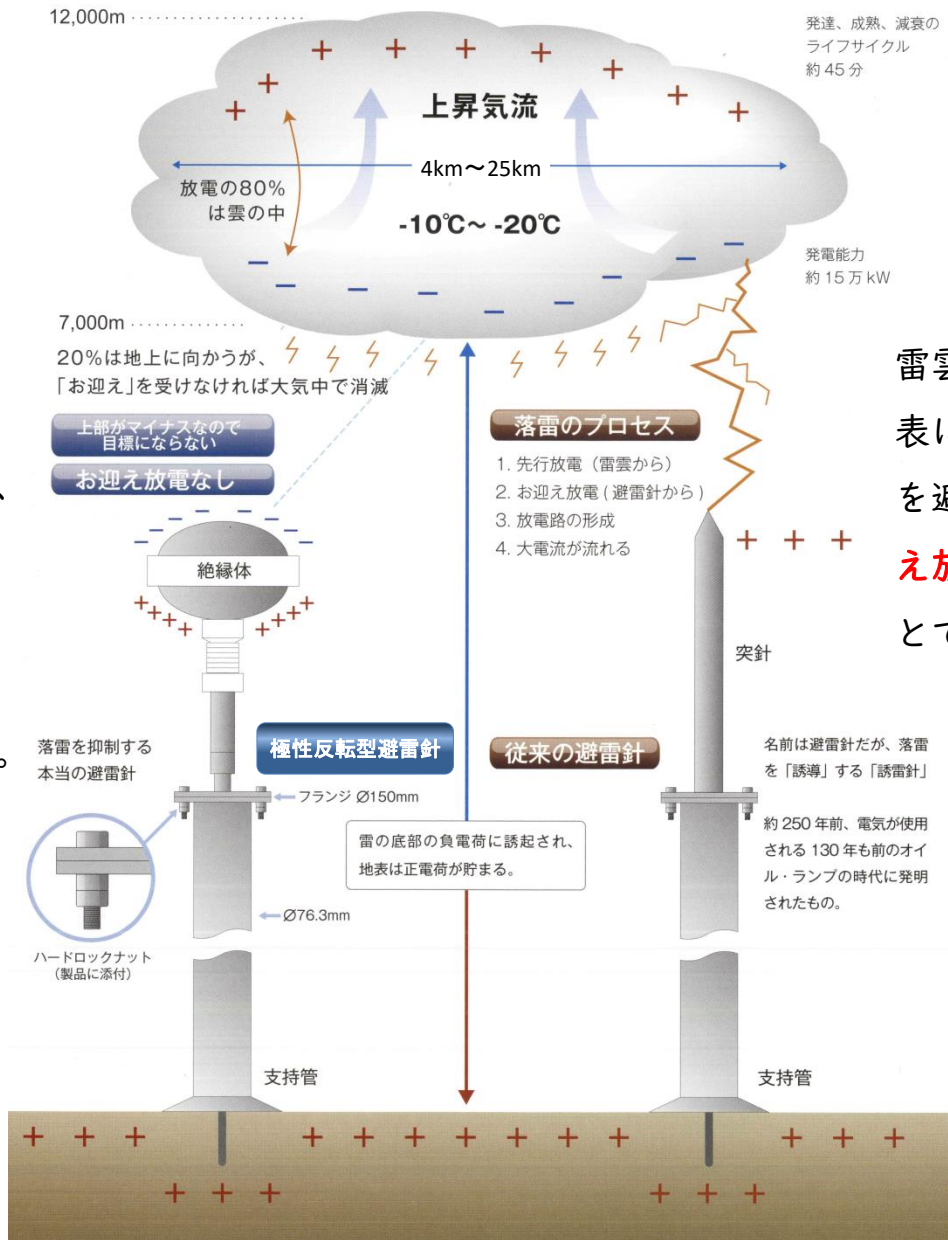 12,000m
発達、成熟、減衰の
ライフサイクル
約45分
上昇気流
4km〜25km
放電の80%
は雲の中
-10℃〜 -20℃
発電能力
約15万kW
7,000m
20%は地上に向かうが、
「お迎え」を受けなければ大気中で消滅
上部がマイナスなので
目標にならない
お迎え放電なし
落雷のプロセス
1. 先行放電（雷雲から）
2. お迎え放電(避雷針から)
3. 放電路の形成
4. 大電流が流れる
雷雲
表に
を避
え放
とて
絶縁体
突針
落雷を抑制する
本当の避雷針
極性反転型避雷針
従来の避雷針
名前は避雷針だが、落雷
を「誘導」する「誘雷針」
フランジ Ø150mm
約250年前、電気が使用
される130年も前のオイ
ル・ランプの時代に発明
されたもの。
雷の底部の負電荷に誘起され、
地表は正電荷が貯まる。
Ø76.3mm
ハードロックナット
（製品に添付）
支持管
支持管